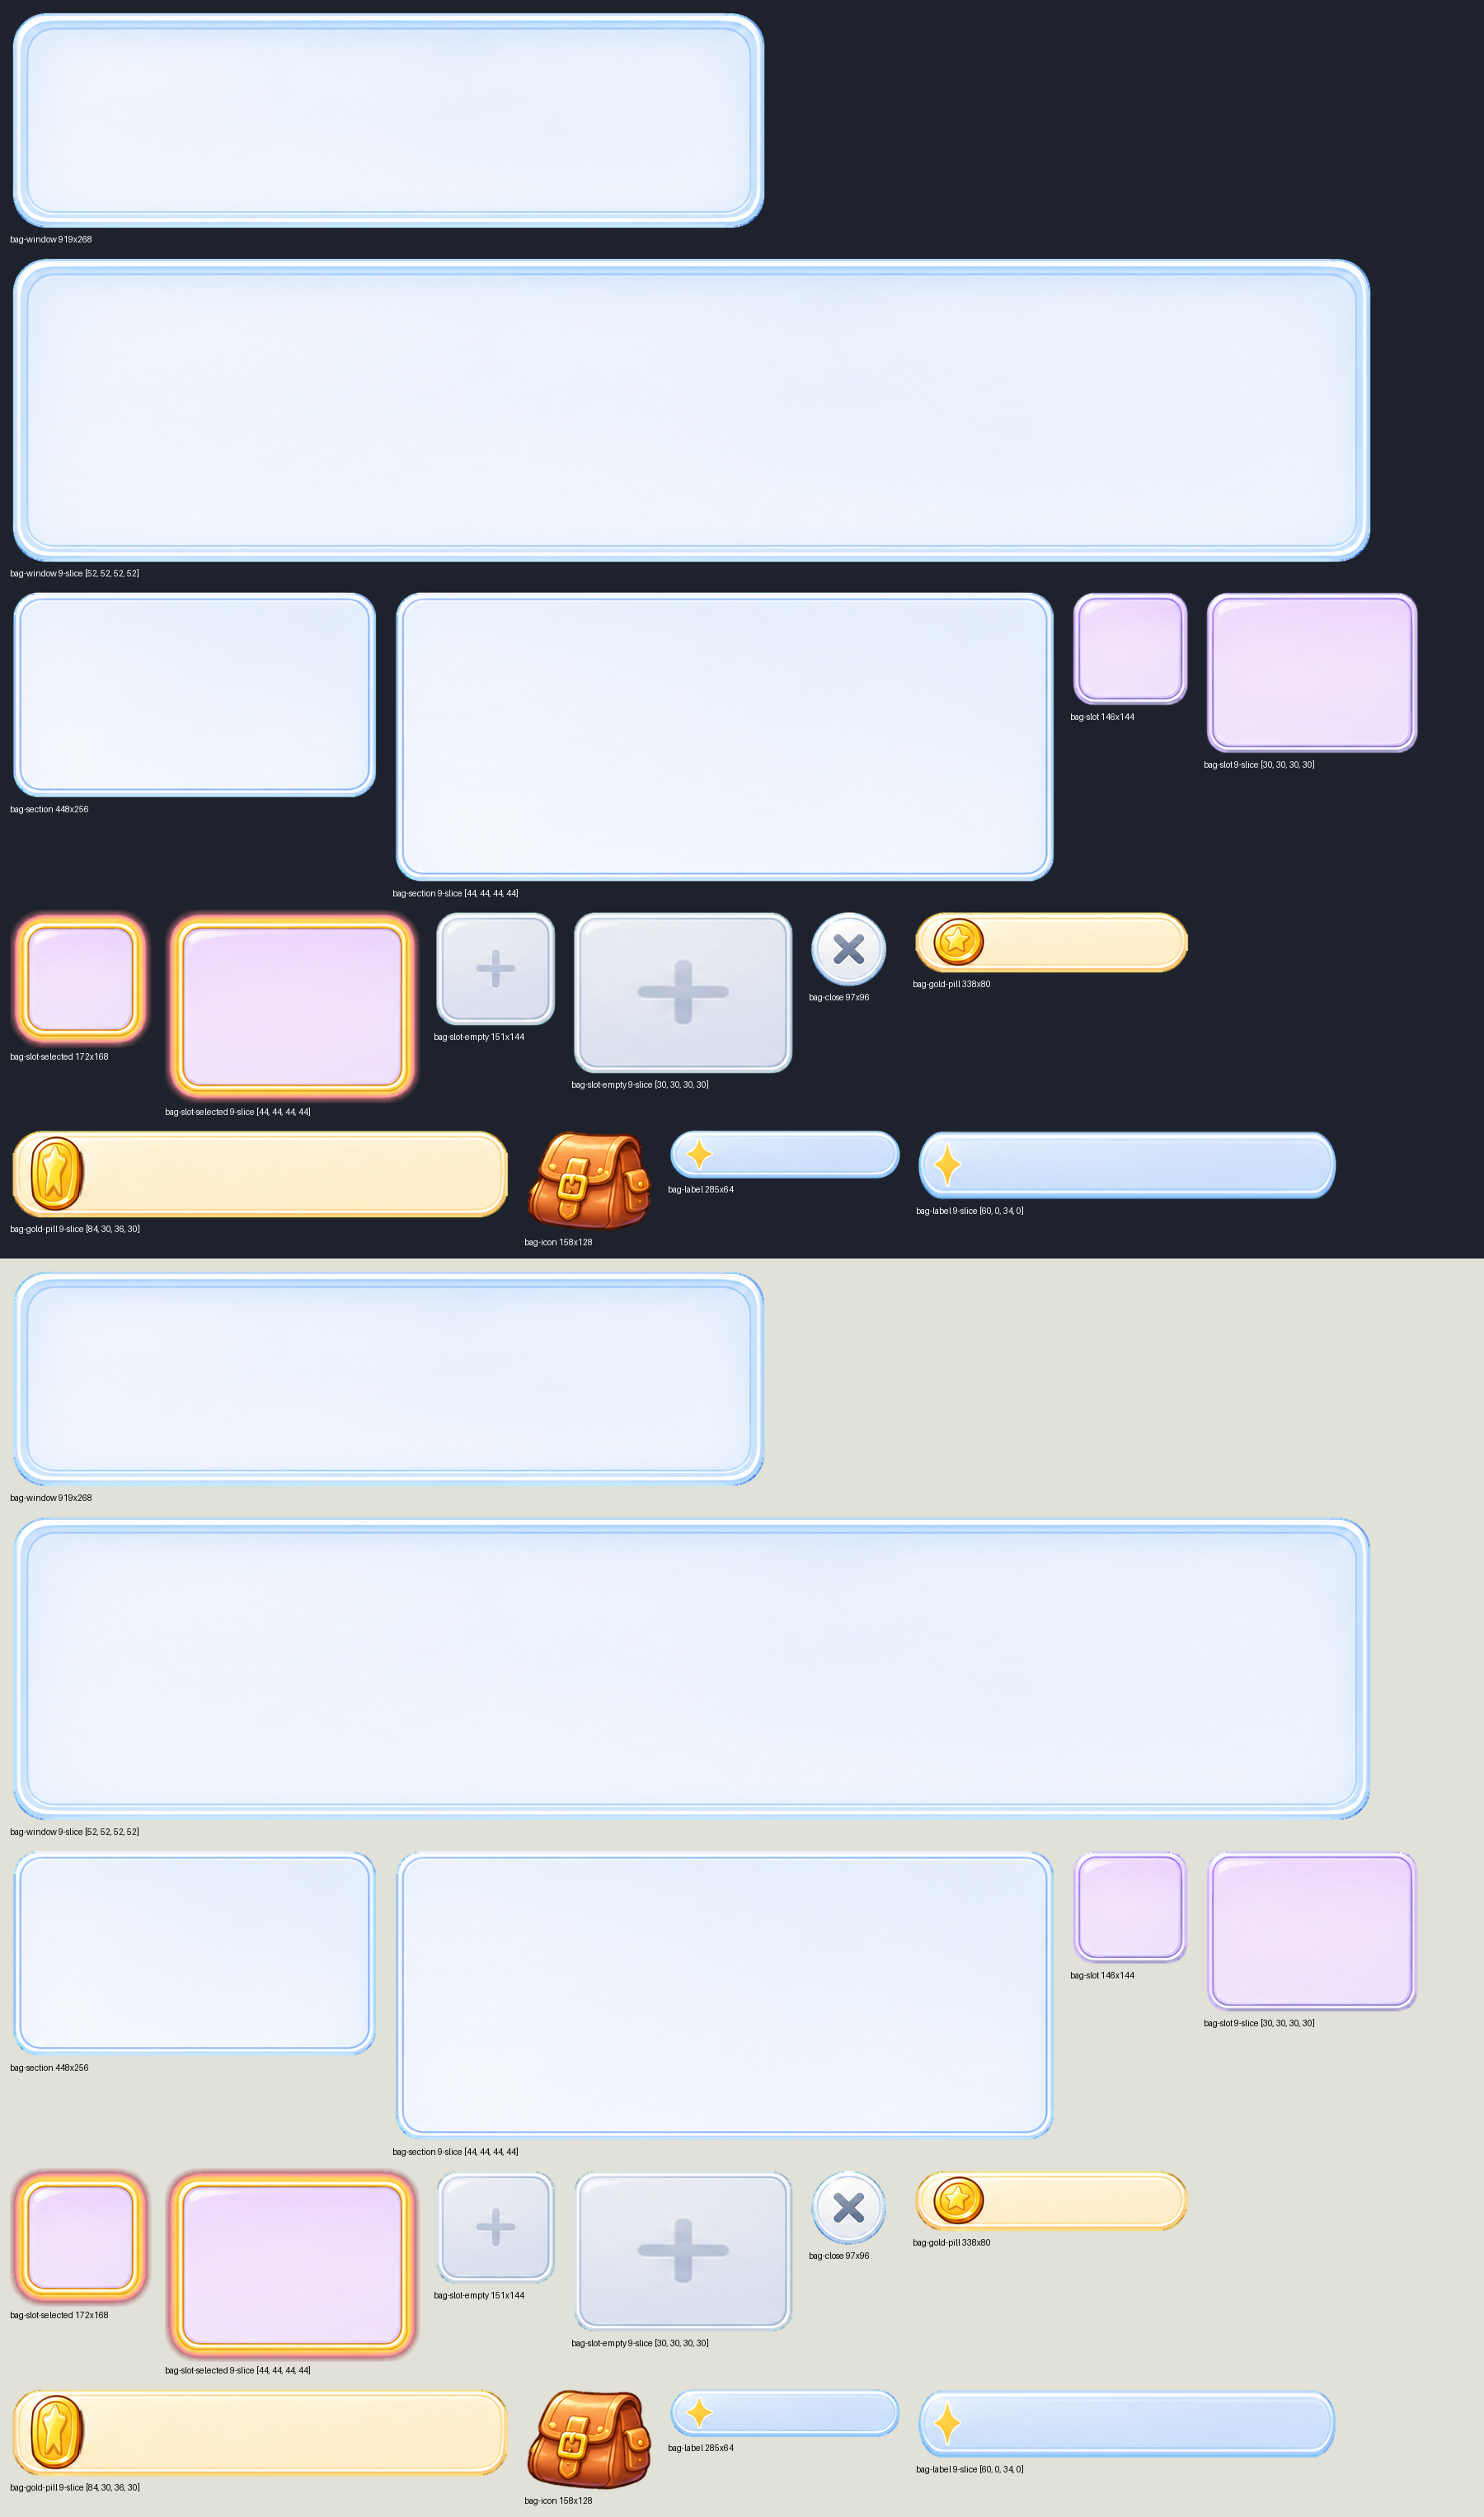 bag-window 919x268
bag-window 9-slice [52, 52, 52, 52]
bag-section 448x256
bag-section 9-slice [44, 44, 44, 44]
bag-slot 146x144
bag-slot 9-slice [30, 30, 30, 30]
bag-slot-selected 172x168
bag-slot-selected 9-slice [44, 44, 44, 44]
bag-slot-empty 151x144
bag-slot-empty 9-slice [30, 30, 30, 30]
bag-close 97x96
bag-gold-pill 338x80
bag-gold-pill 9-slice [84, 30, 36, 30]
bag-icon 158x128
bag-label 285x64
bag-label 9-slice [60, 0, 34, 0]
bag-window 919x268
bag-window 9-slice [52, 52, 52, 52]
bag-section 448x256
bag-section 9-slice [44, 44, 44, 44]
bag-slot 146x144
bag-slot 9-slice [30, 30, 30, 30]
bag-slot-selected 172x168
bag-slot-selected 9-slice [44, 44, 44, 44]
bag-slot-empty 151x144
bag-slot-empty 9-slice [30, 30, 30, 30]
bag-close 97x96
bag-gold-pill 338x80
bag-gold-pill 9-slice [84, 30, 36, 30]
bag-icon 158x128
bag-label 285x64
bag-label 9-slice [60, 0, 34, 0]